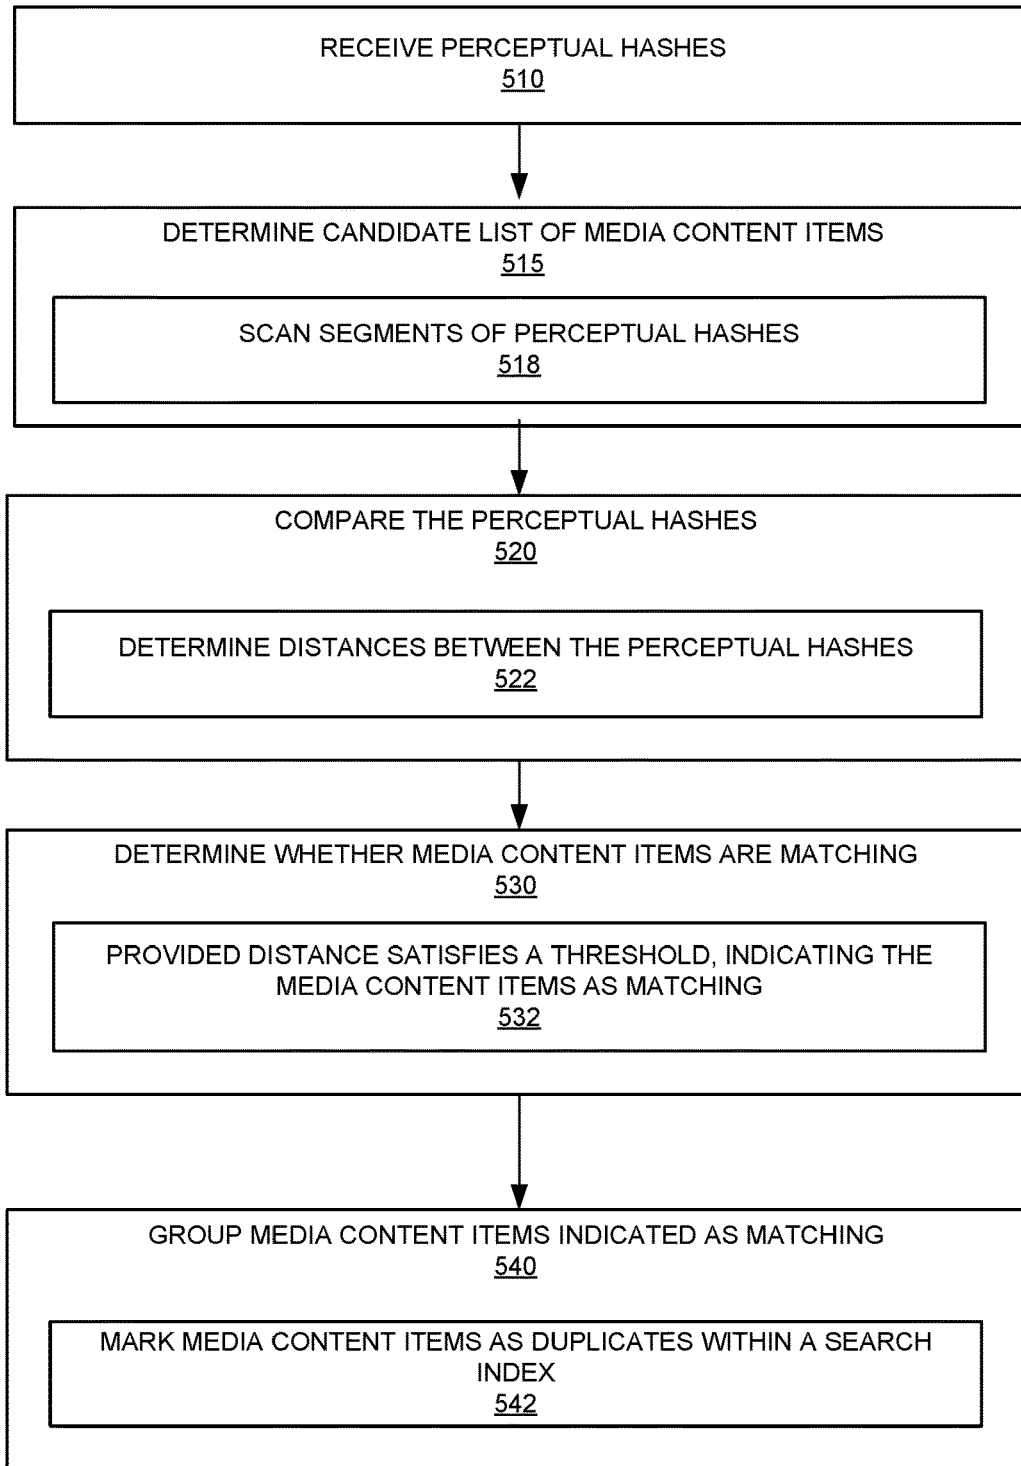 RECEIVE PERCEPTUAL HASHES
510
DETERMINE CANDIDATE LIST OF MEDIA CONTENT ITEMS
515
SCAN SEGMENTS OF PERCEPTUAL HASHES
518
COMPARE THE PERCEPTUAL HASHES
520
DETERMINE DISTANCES BETWEEN THE PERCEPTUAL HASHES
522
DETERMINE WHETHER MEDIA CONTENT ITEMS ARE MATCHING
530
PROVIDED DISTANCE SATISFIES A THRESHOLD, INDICATING THE
MEDIA CONTENT ITEMS AS MATCHING
532
GROUP MEDIA CONTENT ITEMS INDICATED AS MATCHING
540
MARK MEDIA CONTENT ITEMS AS DUPLICATES WITHIN A SEARCH
INDEX
542